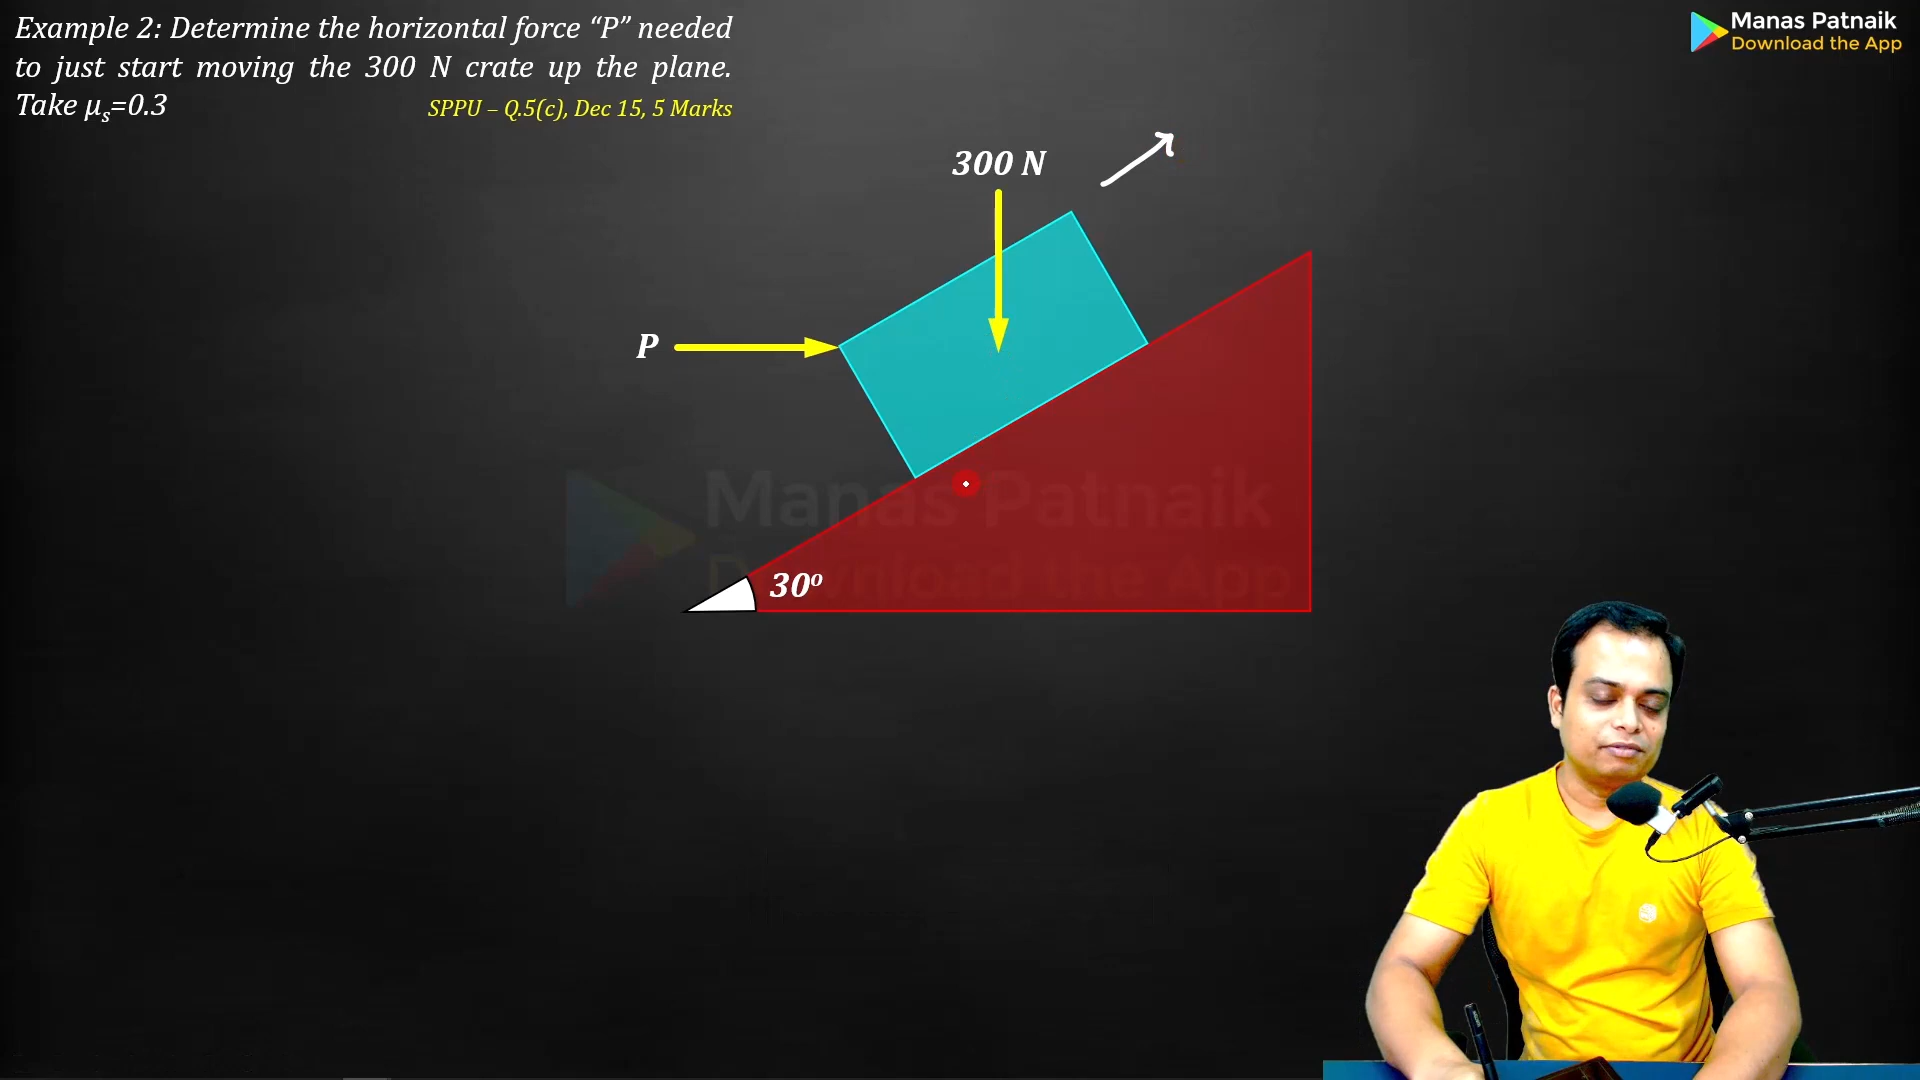 Example 2: Determine the horizontal force “P” needed
to just start moving the 300 N crate up the plane.
Take μs=0.3
SPPU – Q.5(c), Dec 15, 5 Marks
Manas Patnaik
Download the App
300 N
P
Manas Patnaik
Download the App
30o